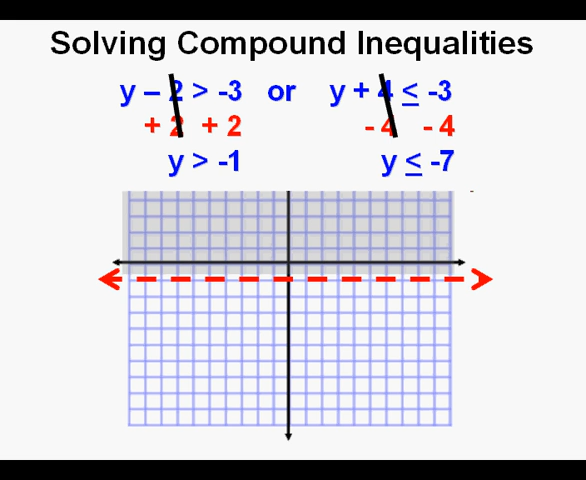 Solving Compound Inequalities
y – 2 > -3 or y + 4 ≤ -3
+ 2 + 2 - 4 - 4
y > -1 y ≤ -7